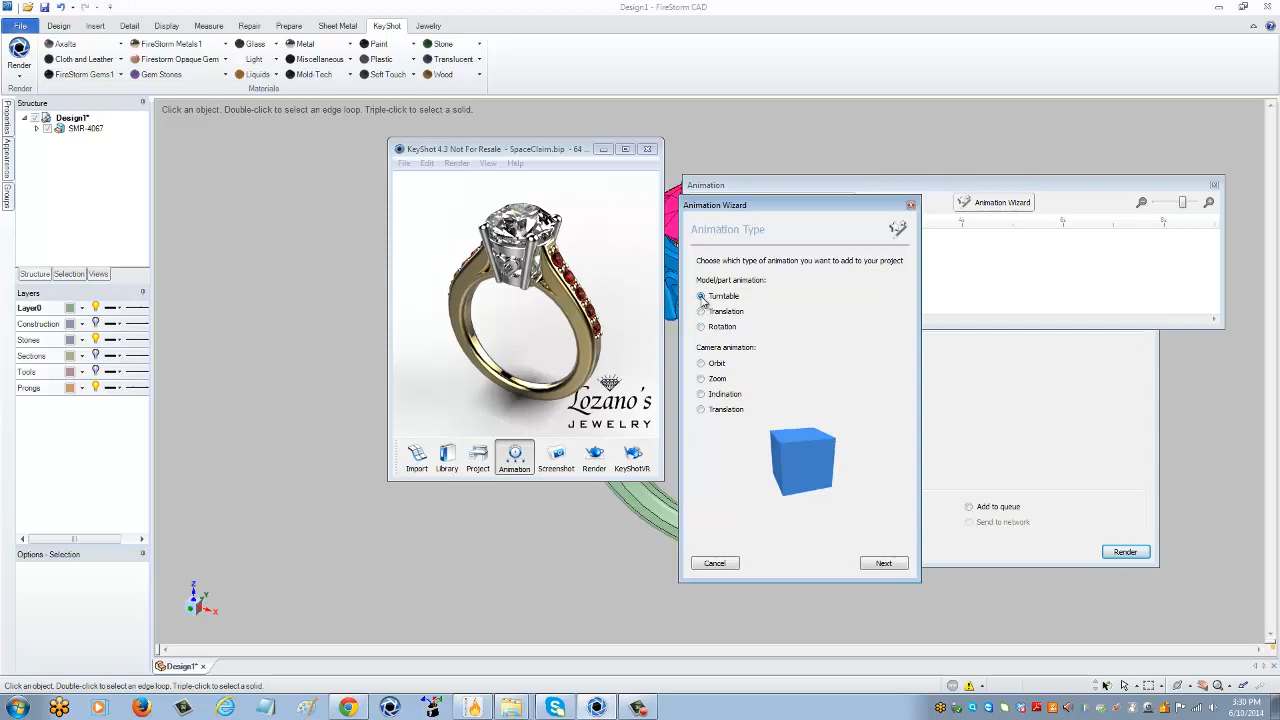 Design1* - FireStorm CAD
File Design Insert Detail Display Measure Repair Prepare Sheet Metal KeyShot Jewelry
Axalta FireStorm Metals1 Glass Metal Paint Stone
Cloth and Leather Firestorm Opaque Gem Light Miscellaneous Plastic Translucent
Render
FireStorm Gems1 Gem Stones Liquids Mold-Tech Soft Touch Wood
Render Materials
Structure
Click an object. Double-click to select an edge loop. Triple-click to select a solid.
Design1*
SMR-4067
Properties
Appearance
Groups
KeyShot 4.3 Not For Resale - SpaceClaim.bip - 64 ...
File Edit Render View Help
Lozano's
JEWELRY
Import Library Project Animation Screenshot Render KeyShotVR
Animation
Animation Wizard
4s 6s 8s
Animation Wizard
Animation Type
Choose which type of animation you want to add to your project
Model/part animation:
Turntable
Translation
Rotation
Camera animation:
Orbit
Zoom
Inclination
Translation
Cancel Next
Add to queue
Send to network
Render
Structure Selection Views
Layers
Layer0
Construction
Stones
Sections
Tools
Prongs
Options - Selection
Z
Y
X
Design1*
Click an object. Double-click to select an edge loop. Triple-click to select a solid.
3:30 PM
6/10/2014